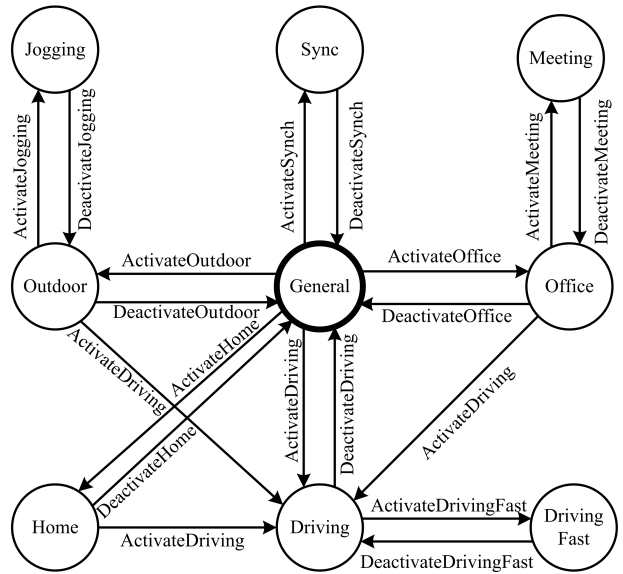 Jogging
Sync
Meeting
ActivateJogging
DeactivateJogging
ActivateSynch
DeactivateSynch
ActivateMeeting
DeactivateMeeting
ActivateOutdoor
ActivateOffice
Outdoor
General
Office
DeactivateOutdoor
DeactivateOffice
ActivateHome
ActivateDriving
ActivateDriving
DeactivateDriving
ActivateDriving
DeactivateHome
Home
Driving
ActivateDrivingFast
Driving
Fast
ActivateDriving
DeactivateDrivingFast